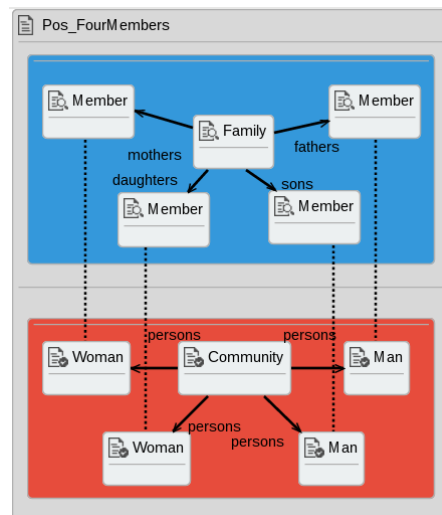 Pos_FourMembers
Member
Member
Family
mothers
fathers
daughters
sons
Member
Member
persons
persons
Woman
Community
Man
persons
persons
Woman
Man